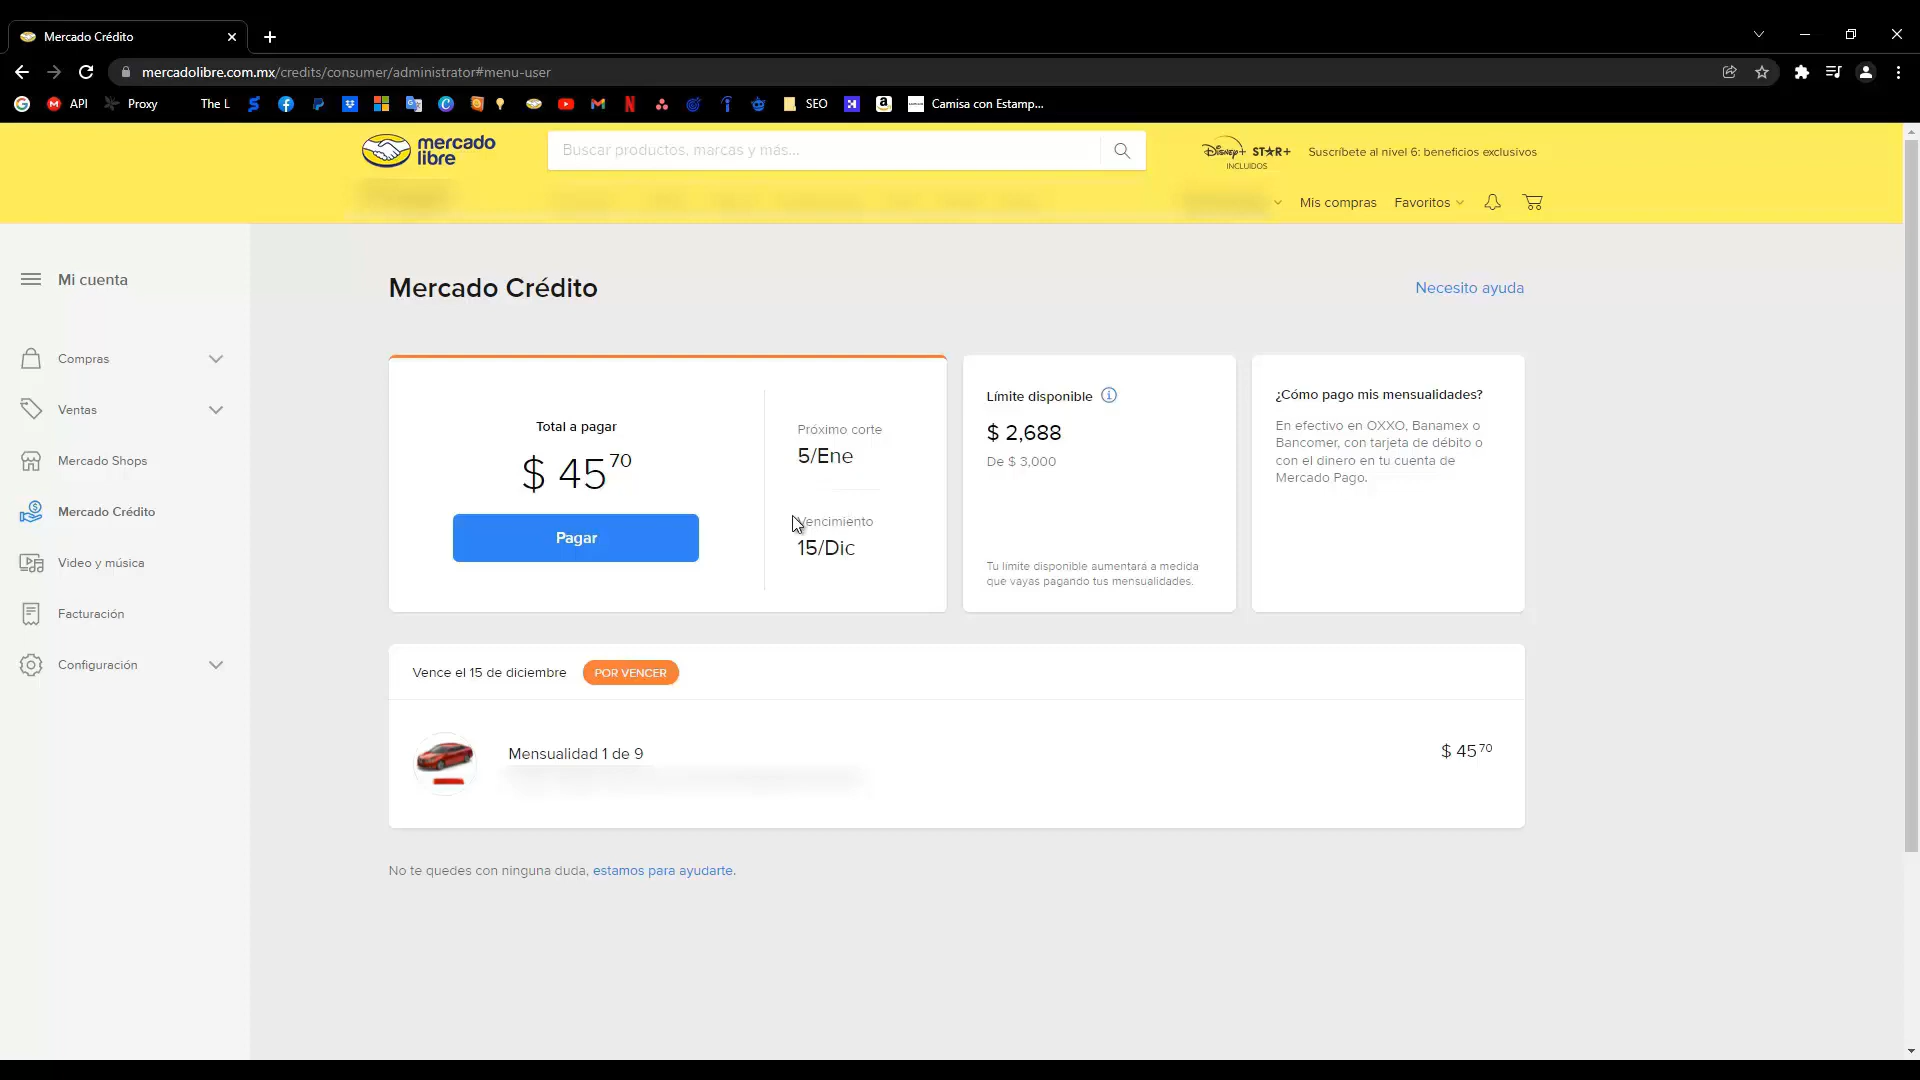 Mercado Crédito
mercadolibre.com.mx/credits/consumer/administrator#menu-user
API
Proxy
The L
SEO
Camisa con Estamp...
mercado
libre
Buscar productos, marcas y más...
Disney+ STAR+
INCLUIDOS
Suscríbete al nivel 6: beneficios exclusivos
Mis compras
Favoritos
Mi cuenta
Compras
Ventas
Mercado Shops
Mercado Crédito
Video y música
Facturación
Configuración
Mercado Crédito
Necesito ayuda
Total a pagar
$ 45 70
Pagar
Próximo corte
5/Ene
Vencimiento
15/Dic
Límite disponible
$ 2,688
De $ 3,000
Tu límite disponible aumentará a medida
que vayas pagando tus mensualidades.
¿Cómo pago mis mensualidades?
En efectivo en OXXO, Banamex o
Bancomer, con tarjeta de débito o
con el dinero en tu cuenta de
Mercado Pago.
Vence el 15 de diciembre
POR VENCER
Mensualidad 1 de 9
$ 45 70
No te quedes con ninguna duda, estamos para ayudarte.